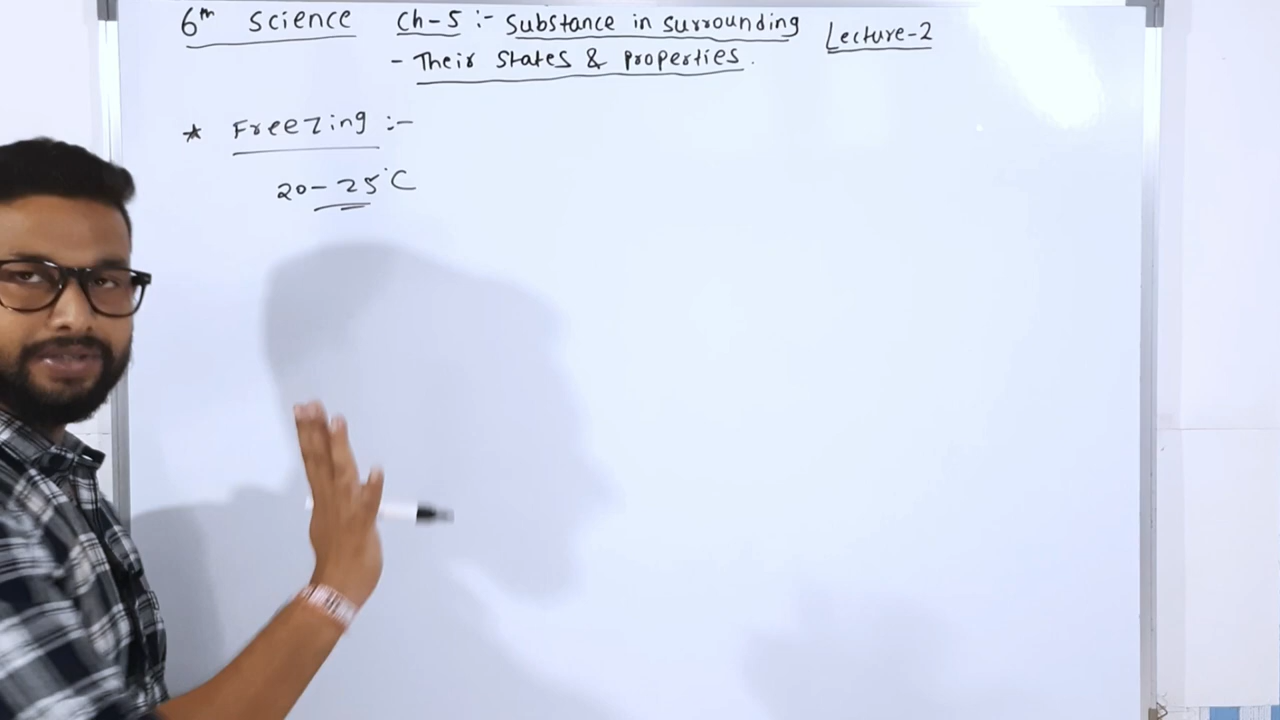 6th Science Ch-5 :- Substance in surrounding Lecture-2
- Their states & properties.
* Freezing :-
20-25°C